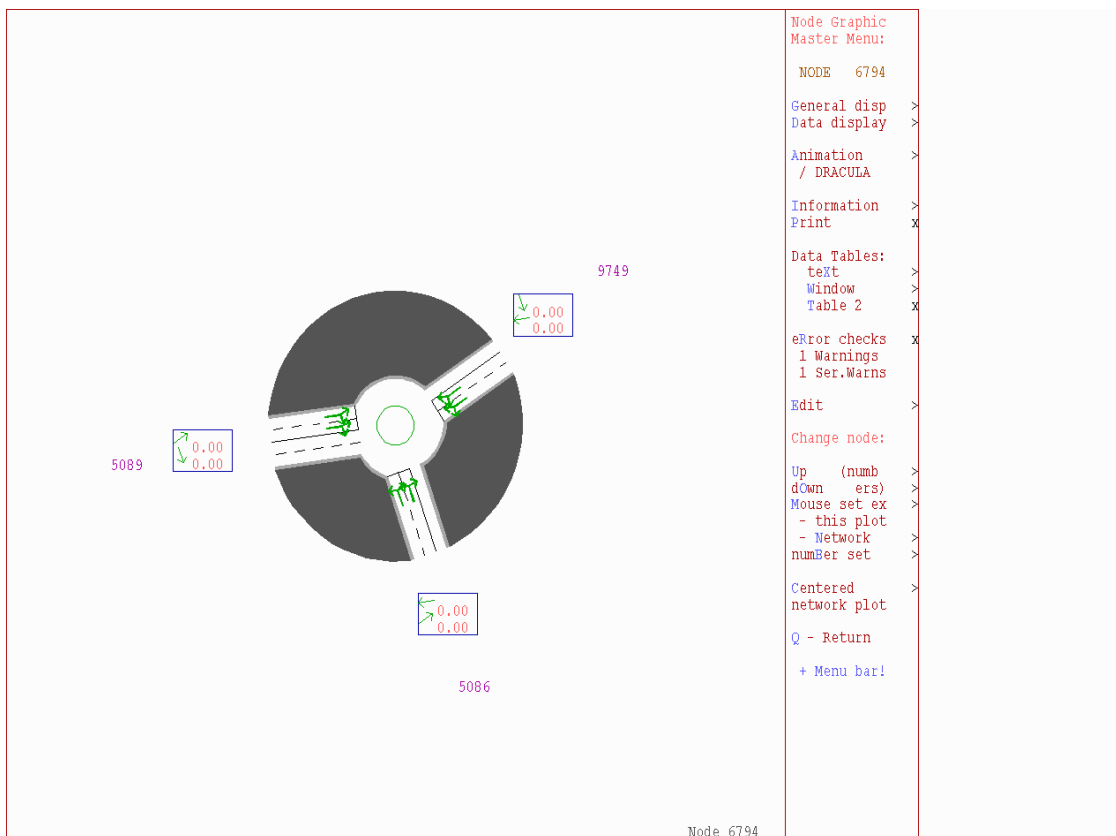 Node Graphic
Master Menu:
NODE 6794
General disp >
Data display >
Animation >
/ DRACULA
Information >
Print x
Data Tables:
teXt >
Window >
Table 2 x
eRror checks x
1 Warnings
1 Ser.Warns
Edit >
Change node:
Up (numb >
dOwn ers) >
Mouse set ex >
- this plot
- Network >
numBer set >
Centered >
network plot
Q - Return
+ Menu bar!
9749
0.00
0.00
5089
0.00
0.00
0.00
0.00
5086
Node 6794